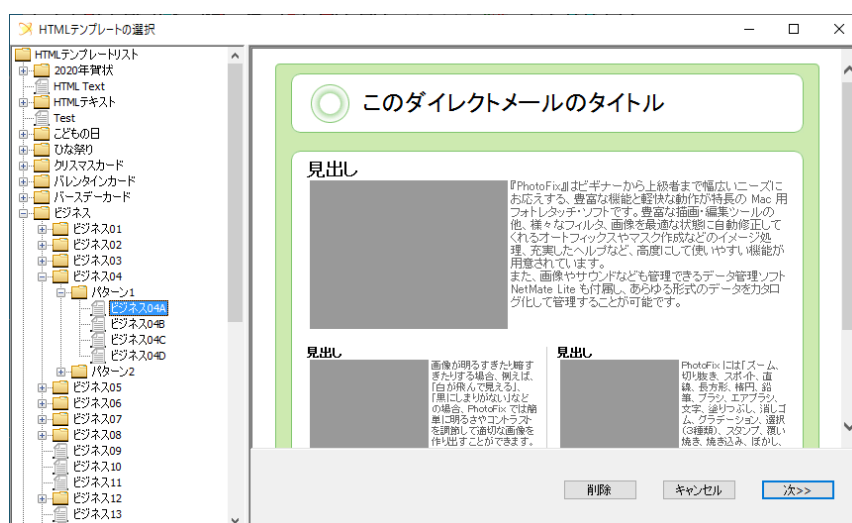 HTMLテンプレートの選択
HTMLテンプレートリスト
2020年賀状
HTML Text
HTMLテキスト
Test
こどもの日
ひな祭り
クリスマスカード
バレンタインカード
バースデーカード
ビジネス
ビジネス01
ビジネス02
ビジネス03
ビジネス04
パターン1
ビジネス04A
ビジネス04B
ビジネス04C
ビジネス04D
パターン2
ビジネス05
ビジネス06
ビジネス07
ビジネス08
ビジネス09
ビジネス10
ビジネス11
ビジネス12
ビジネス13
このダイレクトメールのタイトル
見出し
『PhotoFix』はビギナーから上級者まで幅広いニーズに
お応えする、豊富な機能と軽快な動作が特長の Mac 用
フォトレタッチ・ソフトです。豊富な描画・編集ツールの
他、様々なフィルタ、画像を最適な状態に自動修正して
くれるオートフィックスやマスク作成などのイメージ処
理、充実したヘルプなど、高度にして使いやすい機能が
用意されています。
また、画像やサウンドなども管理できるデータ管理ソフト
NetMate Lite も付属し、あらゆる形式のデータをカタロ
グ化して管理することが可能です。
見出し
画像が明るすぎたり暗す
ぎたりする場合、例えば、
「白が飛んで見える」、
「黒にしまりがない」など
の場合、PhotoFix では簡
単に明るさやコントラスト
を調節して適切な画像を
作り出すことができます。
見出し
PhotoFix には「ズーム、
切り抜き、スポイト、直
線、長方形、楕円、鉛
筆、ブラシ、エアブラシ、
文字、塗りつぶし、消しゴ
ム、グラデーション、選択
(3種類)、スタンプ、覆い
焼き、焼き込み、ぼかし、
削除
キャンセル
次>>